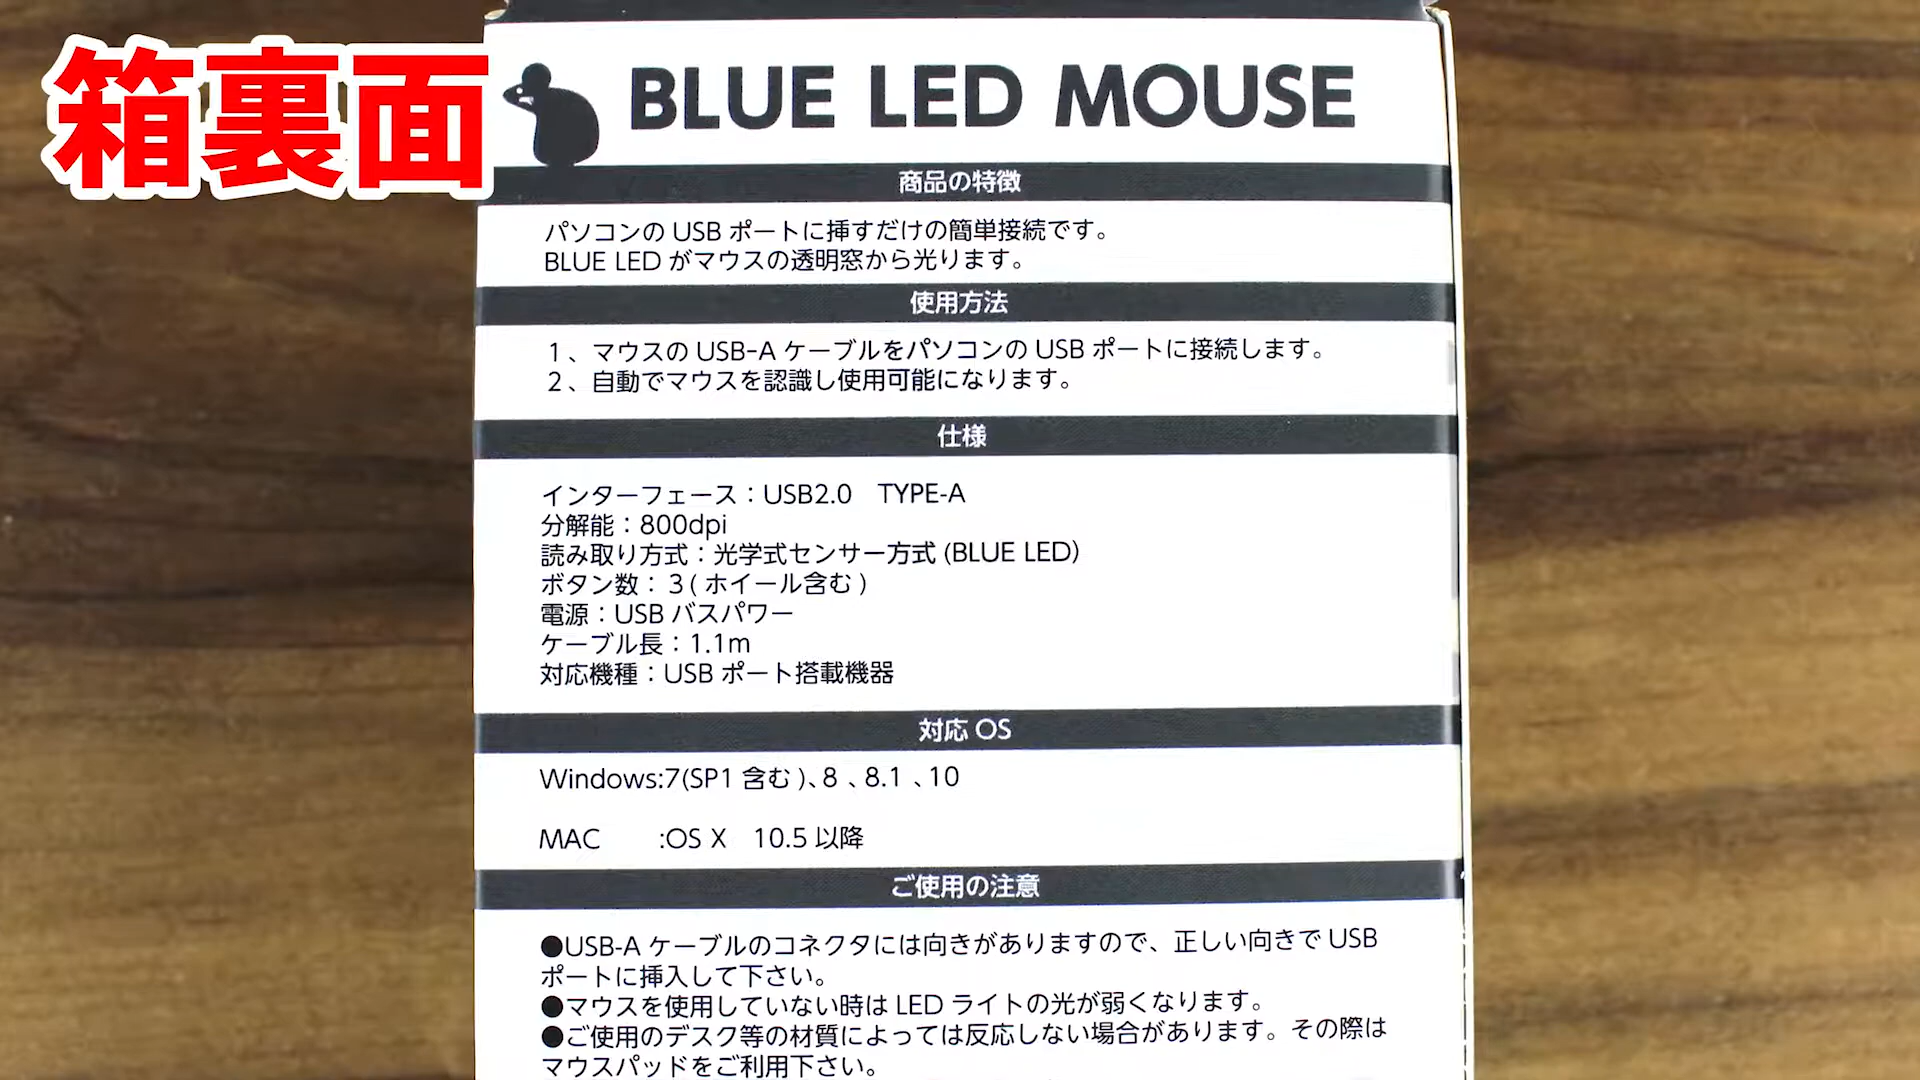 箱裏面
BLUE LED MOUSE
商品の特徴
パソコンの USB ポートに挿すだけの簡単接続です。
BLUE LED がマウスの透明窓から光ります。
使用方法
1、マウスの USB-A ケーブルをパソコンの USB ポートに接続します。
2、自動でマウスを認識し使用可能になります。
仕様
インターフェース：USB2.0　TYPE-A
分解能：800dpi
読み取り方式：光学式センサー方式 (BLUE LED)
ボタン数：３( ホイール含む )
電源：USB バスパワー
ケーブル長：1.1m
対応機種：USB ポート搭載機器
対応 OS
Windows:7(SP1 含む )、8 、8.1 、10
MAC　　:OS X　10.5 以降
ご使用の注意
●USB-A ケーブルのコネクタには向きがありますので、正しい向きで USB
ポートに挿入して下さい。
●マウスを使用していない時は LED ライトの光が弱くなります。
●ご使用のデスク等の材質によっては反応しない場合があります。その際は
マウスパッドをご利用下さい。